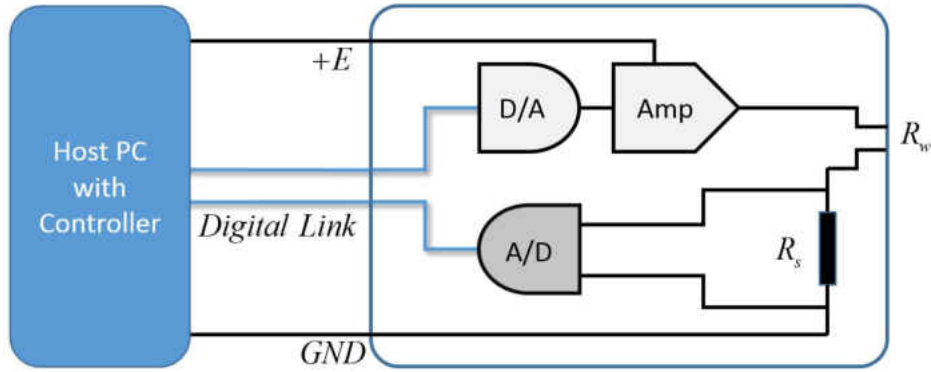 Host PC
with
Controller
+E
Digital Link
GND
D/A
Amp
A/D
R_w
R_s